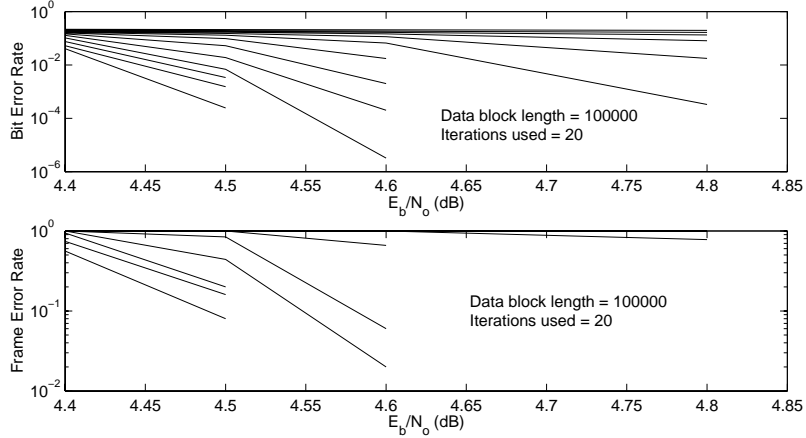 10^0
10^−2
10^−4
10^−6
Bit Error Rate
Data block length = 100000
Iterations used = 20
4.4 4.45 4.5 4.55 4.6 4.65 4.7 4.75 4.8 4.85
E_b/N_o (dB)
10^0
10^−1
10^−2
Frame Error Rate
Data block length = 100000
Iterations used = 20
4.4 4.45 4.5 4.55 4.6 4.65 4.7 4.75 4.8 4.85
E_b/N_o (dB)